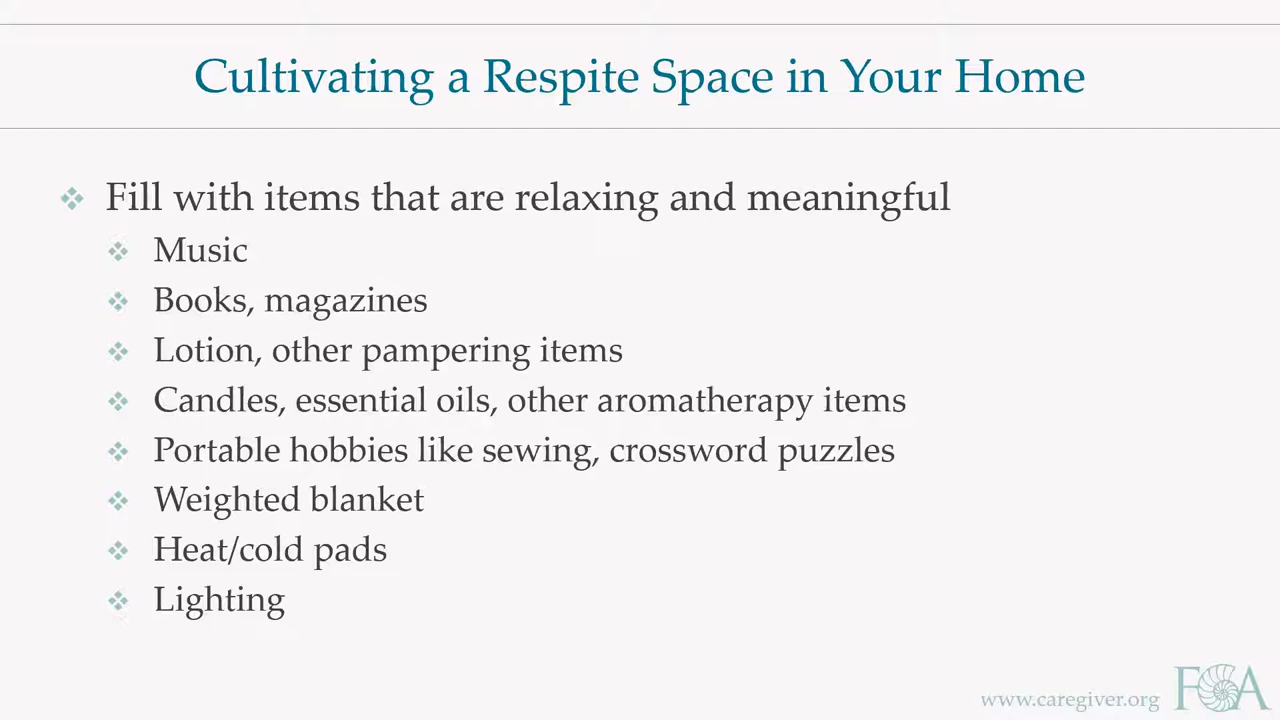 Cultivating a Respite Space in Your Home
Fill with items that are relaxing and meaningful
Music
Books, magazines
Lotion, other pampering items
Candles, essential oils, other aromatherapy items
Portable hobbies like sewing, crossword puzzles
Weighted blanket
Heat/cold pads
Lighting
www.caregiver.org FCA